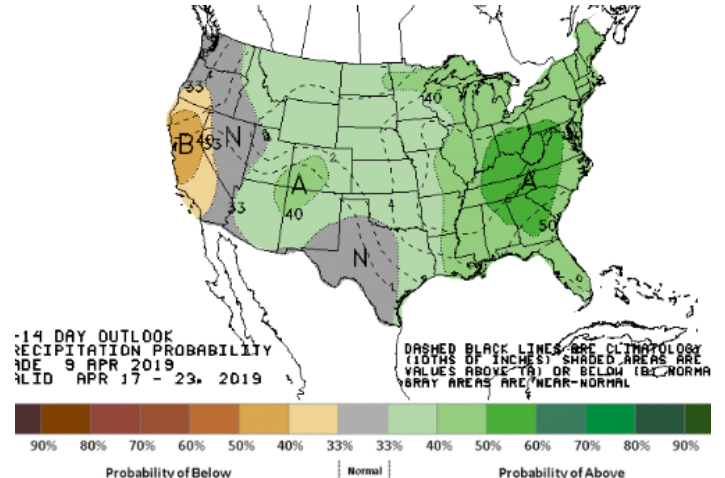 33
40
B
40
33
N
A
40
33
N
40
A
50
-14 DAY OUTLOOK
RECIPITATION PROBABILITY
ADE 9 APR 2019
ALID APR 17 - 23, 2019
DASHED BLACK LINES ARE CLIMATOLOGY
(10THS OF INCHES) SHADED AREAS ARE
VALUES ABOVE (A) OR BELOW (B) NORMA
GRAY AREAS ARE NEAR-NORMAL
90% 80% 70% 60% 50% 40% 33% 33% 40% 50% 60% 70% 80% 90%
Probability of Below Normal Probability of Above